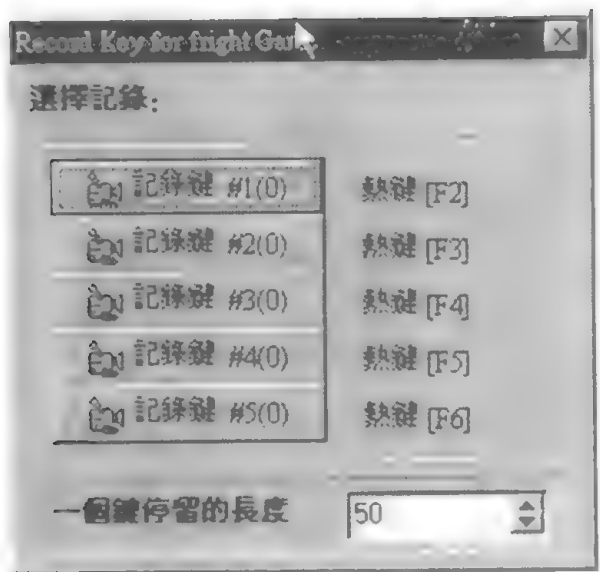 Record Key for fright
選擇記錄:
記錄鍵 #1(0) 熱鍵 [F2]
記錄鍵 #2(0) 熱鍵 [F3]
記錄鍵 #3(0) 熱鍵 [F4]
記錄鍵 #4(0) 熱鍵 [F5]
記錄鍵 #5(0) 熱鍵 [F6]
一個鍵停留的長度 50